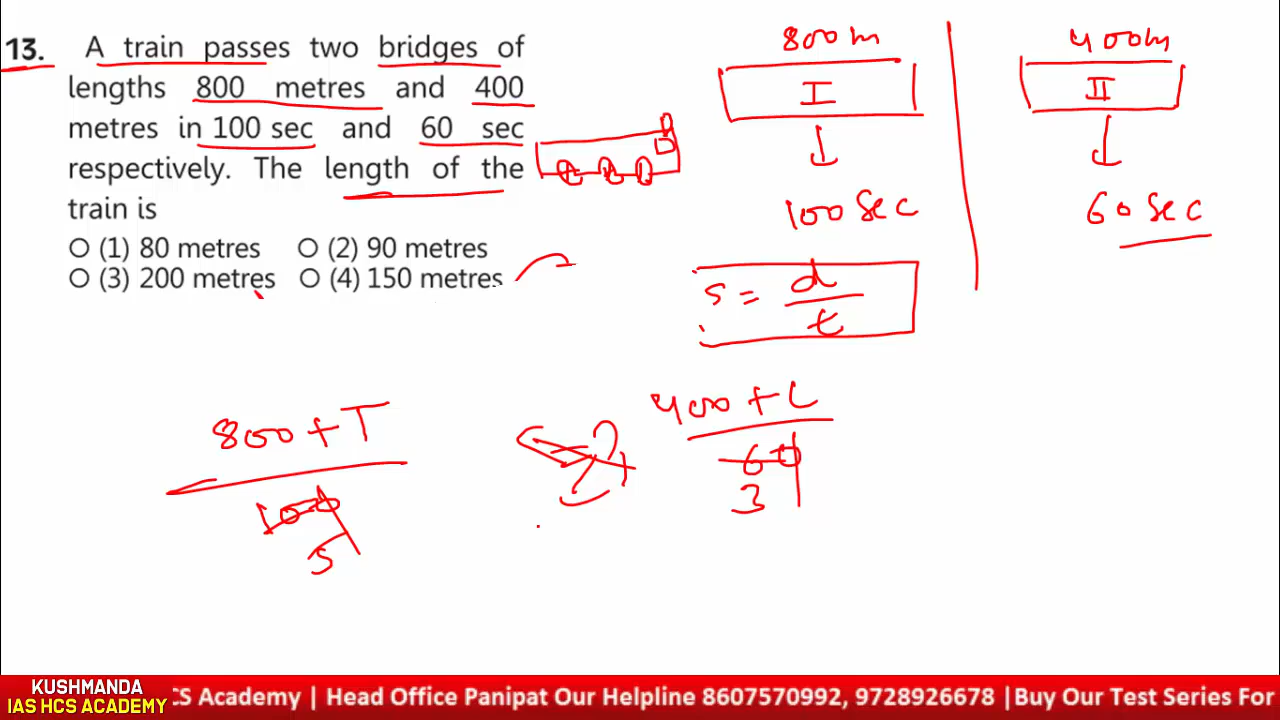 13. A train passes two bridges of
lengths 800 metres and 400
metres in 100 sec and 60 sec
respectively. The length of the
train is
O (1) 80 metres O (2) 90 metres
O (3) 200 metres O (4) 150 metres
800m
I
100 sec
400m
II
60 sec
s = d/t
800 + T
100
5
400 + L
60
3
KUSHMANDA
IAS HCS ACADEMY
CS Academy | Head Office Panipat Our Helpline 8607570992, 9728926678 |Buy Our Test Series For